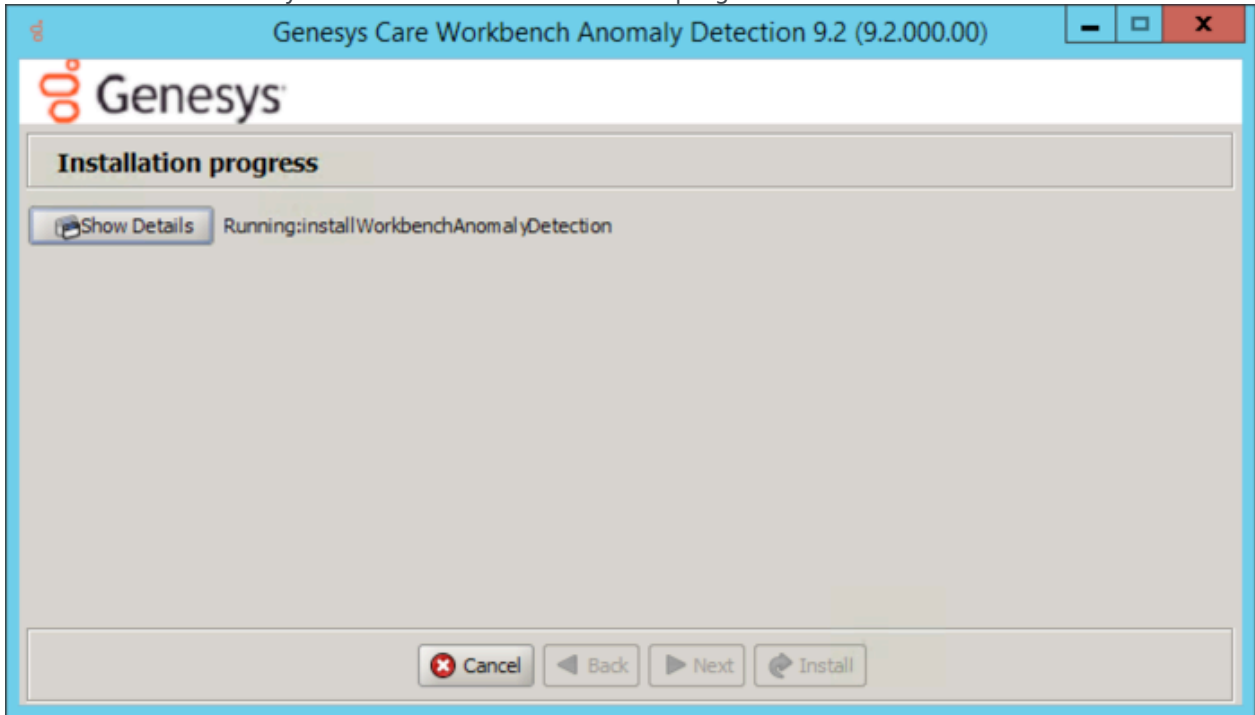 Genesys Care Workbench Anomaly Detection 9.2 (9.2.000.00)
Genesys
Installation progress
Show Details Running:installWorkbenchAnomalyDetection
Cancel Back Next Install